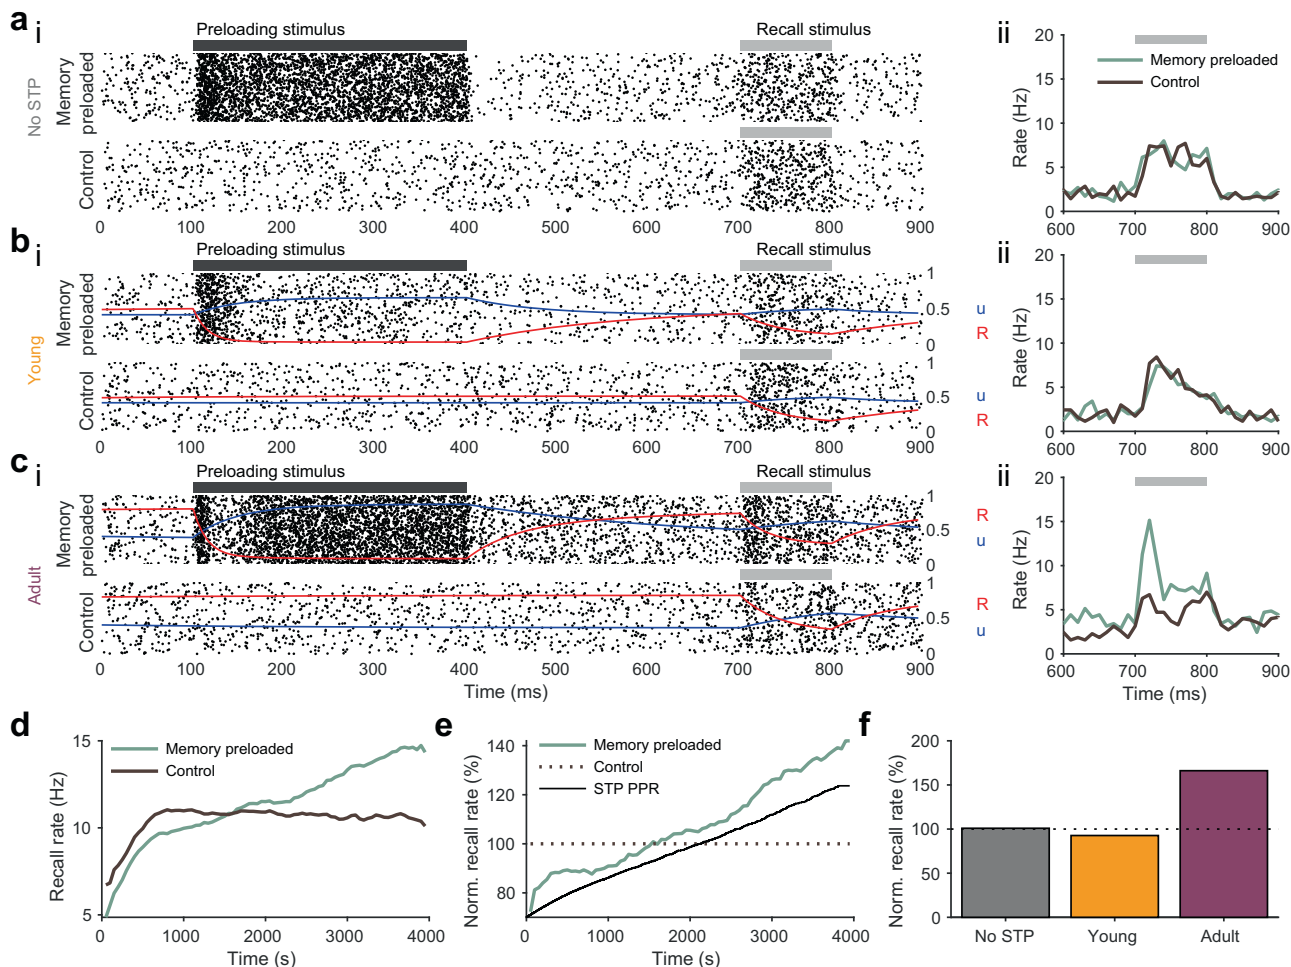 a
i
Preloading stimulus
Recall stimulus
No STP
Memory
preloaded
Control
0 100 200 300 400 500 600 700 800 900
ii
20
15
10
5
0
Rate (Hz)
Memory preloaded
Control
600 700 800 900
b
i
Preloading stimulus
Recall stimulus
Young
Memory
preloaded
Control
1
0.5
0
u
R
1
0.5
0
u
R
0 100 200 300 400 500 600 700 800 900
ii
20
15
10
5
0
Rate (Hz)
600 700 800 900
c
i
Preloading stimulus
Recall stimulus
Adult
Memory
preloaded
Control
1
0.5
0
R
u
1
0.5
0
R
u
0 100 200 300 400 500 600 700 800 900
Time (ms)
ii
20
15
10
5
0
Rate (Hz)
600 700 800 900
Time (ms)
d
15
10
5
Recall rate (Hz)
Memory preloaded
Control
0 1000 2000 3000 4000
Time (s)
e
140
120
100
80
Norm. recall rate (%)
Memory preloaded
Control
STP PPR
0 1000 2000 3000 4000
Time (s)
f
200
150
100
50
0
Norm. recall rate (%)
No STP Young Adult